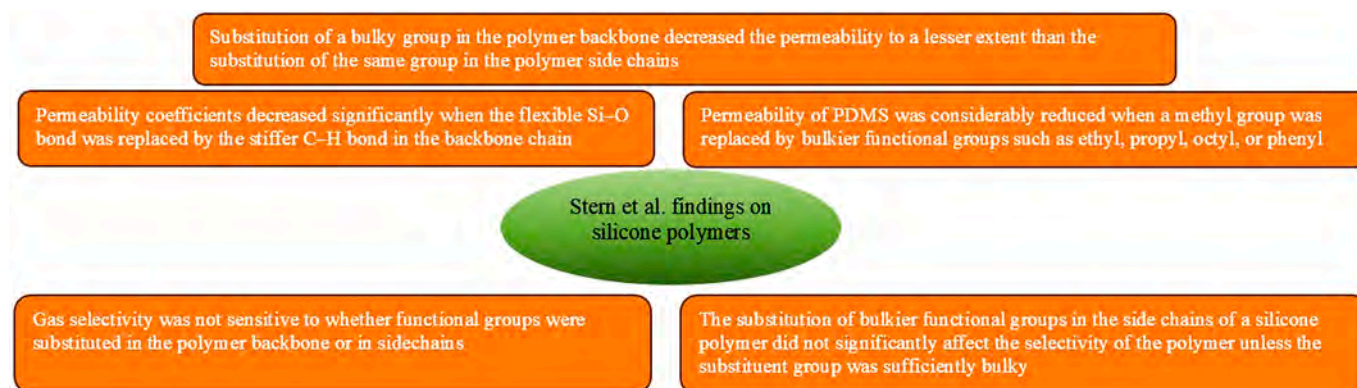 Substitution of a bulky group in the polymer backbone decreased the permeability to a lesser extent than the
substitution of the same group in the polymer side chains
Permeability coefficients decreased significantly when the flexible Si–O
bond was replaced by the stiffer C–H bond in the backbone chain
Permeability of PDMS was considerably reduced when a methyl group was
replaced by bulkier functional groups such as ethyl, propyl, octyl, or phenyl
Stern et al. findings on
silicone polymers
Gas selectivity was not sensitive to whether functional groups were
substituted in the polymer backbone or in sidechains
The substitution of bulkier functional groups in the side chains of a silicone
polymer did not significantly affect the selectivity of the polymer unless the
substituent group was sufficiently bulky